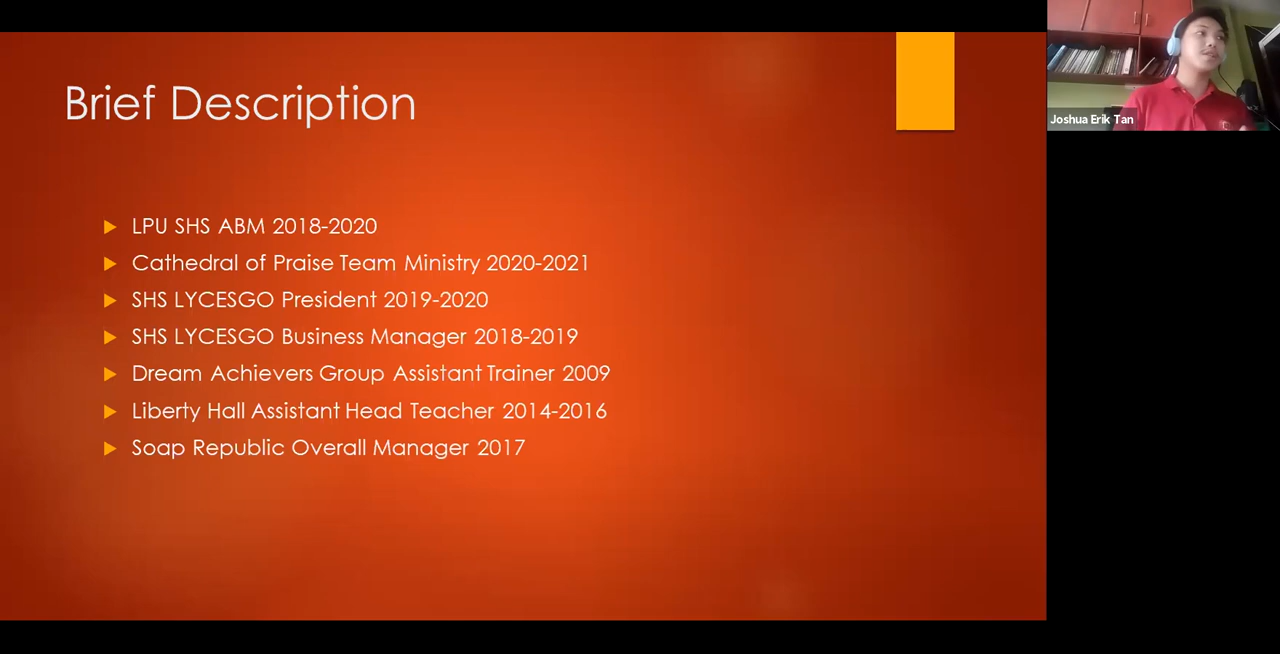 Brief Description
LPU SHS ABM 2018-2020
Cathedral of Praise Team Ministry 2020-2021
SHS LYCESGO President 2019-2020
SHS LYCESGO Business Manager 2018-2019
Dream Achievers Group Assistant Trainer 2009
Liberty Hall Assistant Head Teacher 2014-2016
Soap Republic Overall Manager 2017
Joshua Erik Tan